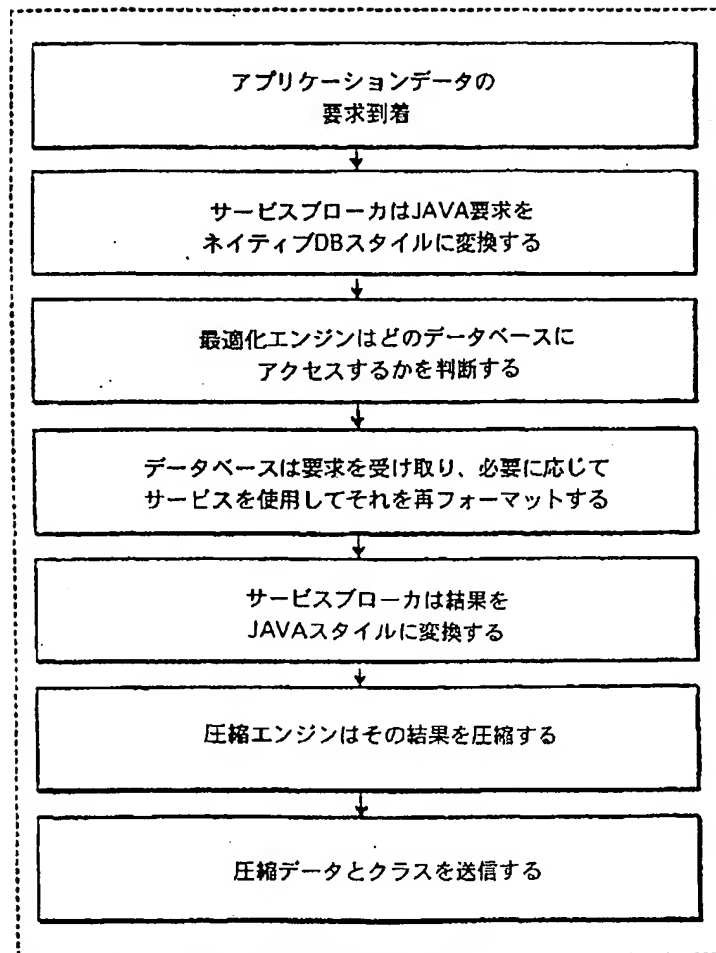 アプリケーションデータの
要求到着
サービスブローカはJAVA要求を
ネイティブDBスタイルに変換する
最適化エンジンはどのデータベースに
アクセスするかを判断する
データベースは要求を受け取り、必要に応じて
サービスを使用してそれを再フォーマットする
サービスブローカは結果を
JAVAスタイルに変換する
圧縮エンジンはその結果を圧縮する
圧縮データとクラスを送信する